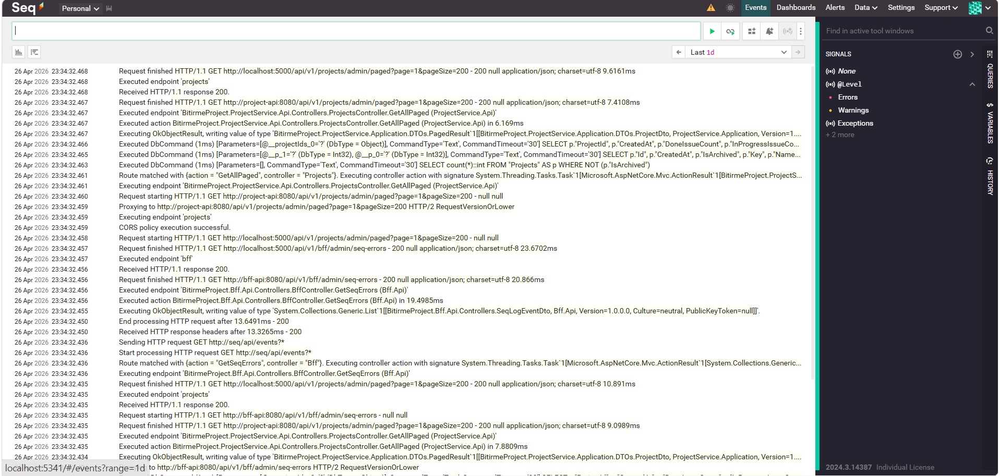 Seq Personal Events Dashboards Alerts Data Settings Support
Find in active tool windows
Last 1d
SIGNALS
None
@Level
Errors
Warnings
Exceptions
+ 2 more
QUERIES
VARIABLES
HISTORY
26 Apr 2026 23:34:32.468 Request finished HTTP/1.1 GET http://localhost:5000/api/v1/projects/admin/paged?page=1&pageSize=200 - 200 null application/json; charset=utf-8 9.6161ms
26 Apr 2026 23:34:32.468 Executed endpoint 'projects'
26 Apr 2026 23:34:32.468 Received HTTP/1.1 response 200.
26 Apr 2026 23:34:32.467 Request finished HTTP/1.1 GET http://project-api:8080/api/v1/projects/admin/paged?page=1&pageSize=200 - 200 null application/json; charset=utf-8 7.4108ms
26 Apr 2026 23:34:32.467 Executed endpoint 'BitirmeProject.ProjectService.Api.Controllers.ProjectsController.GetAllPaged (ProjectService.Api)'
26 Apr 2026 23:34:32.467 Executed action BitirmeProject.ProjectService.Api.Controllers.ProjectsController.GetAllPaged (ProjectService.Api) in 6.169ms
26 Apr 2026 23:34:32.467 Executing OkObjectResult, writing value of type 'BitirmeProject.ProjectService.Application.DTOs.PagedResult`1[[BitirmeProject.ProjectService.Application.DTOs.ProjectDto, ProjectService.Application, Version=1....
26 Apr 2026 23:34:32.466 Executed DbCommand (1ms) [Parameters=[@__projectIds_0='?' (DbType = Object)], CommandType='Text', CommandTimeout='30'] SELECT p."ProjectId", p."CreatedAt", p."DoneIssueCount", p."InProgressIssueCo...
26 Apr 2026 23:34:32.465 Executed DbCommand (1ms) [Parameters=[@__p_1='?' (DbType = Int32), @__p_0='?' (DbType = Int32)], CommandType='Text', CommandTimeout='30'] SELECT p."Id", p."CreatedAt", p."IsArchived", p."Key", p."Name...
26 Apr 2026 23:34:32.463 Executed DbCommand (1ms) [Parameters=[], CommandType='Text', CommandTimeout='30'] SELECT count(*)::int FROM "Projects" AS p WHERE NOT (p."IsArchived")
26 Apr 2026 23:34:32.461 Route matched with {action = "GetAllPaged", controller = "Projects"}. Executing controller action with signature System.Threading.Tasks.Task`1[Microsoft.AspNetCore.Mvc.ActionResult`1[BitirmeProject.ProjectS...
26 Apr 2026 23:34:32.461 Executing endpoint 'BitirmeProject.ProjectService.Api.Controllers.ProjectsController.GetAllPaged (ProjectService.Api)'
26 Apr 2026 23:34:32.460 Request starting HTTP/1.1 GET http://project-api:8080/api/v1/projects/admin/paged?page=1&pageSize=200 - null null
26 Apr 2026 23:34:32.459 Proxying to http://project-api:8080/api/v1/projects/admin/paged?page=1&pageSize=200 HTTP/2 RequestVersionOrLower
26 Apr 2026 23:34:32.459 Executing endpoint 'projects'
26 Apr 2026 23:34:32.459 CORS policy execution successful.
26 Apr 2026 23:34:32.458 Request starting HTTP/1.1 GET http://localhost:5000/api/v1/projects/admin/paged?page=1&pageSize=200 - null null
26 Apr 2026 23:34:32.457 Request finished HTTP/1.1 GET http://localhost:5000/api/v1/bff/admin/seq-errors - 200 null application/json; charset=utf-8 23.6702ms
26 Apr 2026 23:34:32.457 Executed endpoint 'bff'
26 Apr 2026 23:34:32.456 Received HTTP/1.1 response 200.
26 Apr 2026 23:34:32.456 Request finished HTTP/1.1 GET http://bff-api:8080/api/v1/bff/admin/seq-errors - 200 null application/json; charset=utf-8 20.866ms
26 Apr 2026 23:34:32.456 Executed endpoint 'BitirmeProject.Bff.Api.Controllers.BffController.GetSeqErrors (Bff.Api)'
26 Apr 2026 23:34:32.456 Executed action BitirmeProject.Bff.Api.Controllers.BffController.GetSeqErrors (Bff.Api) in 19.4985ms
26 Apr 2026 23:34:32.455 Executing OkObjectResult, writing value of type 'System.Collections.Generic.List`1[[BitirmeProject.Bff.Api.Controllers.SeqLogEventDto, Bff.Api, Version=1.0.0.0, Culture=neutral, PublicKeyToken=null]]'.
26 Apr 2026 23:34:32.450 End processing HTTP request after 13.6491ms - 200
26 Apr 2026 23:34:32.450 Received HTTP response headers after 13.3265ms - 200
26 Apr 2026 23:34:32.436 Sending HTTP request GET http://seq/api/events?*
26 Apr 2026 23:34:32.436 Start processing HTTP request GET http://seq/api/events?*
26 Apr 2026 23:34:32.436 Route matched with {action = "GetSeqErrors", controller = "Bff"}. Executing controller action with signature System.Threading.Tasks.Task`1[Microsoft.AspNetCore.Mvc.ActionResult`1[System.Collections.Generic...
26 Apr 2026 23:34:32.436 Executing endpoint 'BitirmeProject.Bff.Api.Controllers.BffController.GetSeqErrors (Bff.Api)'
26 Apr 2026 23:34:32.435 Request finished HTTP/1.1 GET http://localhost:5000/api/v1/projects/admin/paged?page=1&pageSize=200 - 200 null application/json; charset=utf-8 10.891ms
26 Apr 2026 23:34:32.435 Executed endpoint 'projects'
26 Apr 2026 23:34:32.435 Received HTTP/1.1 response 200.
26 Apr 2026 23:34:32.435 Request starting HTTP/1.1 GET http://bff-api:8080/api/v1/bff/admin/seq-errors - null null
26 Apr 2026 23:34:32.435 Request finished HTTP/1.1 GET http://project-api:8080/api/v1/projects/admin/paged?page=1&pageSize=200 - 200 null application/json; charset=utf-8 9.0989ms
26 Apr 2026 23:34:32.435 Executed endpoint 'BitirmeProject.ProjectService.Api.Controllers.ProjectsController.GetAllPaged (ProjectService.Api)'
26 Apr 2026 23:34:32.435 Executed action BitirmeProject.ProjectService.Api.Controllers.ProjectsController.GetAllPaged (ProjectService.Api) in 7.8809ms
26 Apr 2026 23:34:32.434 Executing OkObjectResult, writing value of type 'BitirmeProject.ProjectService.Application.DTOs.PagedResult`1[[BitirmeProject.ProjectService.Application.DTOs.ProjectDto, ProjectService.Application, Version=1....
to http://bff-api:8080/api/v1/bff/admin/seq-errors HTTP/2 RequestVersionOrLower
localhost:5341/#/events?range=1d
2024.3.14387 Individual License